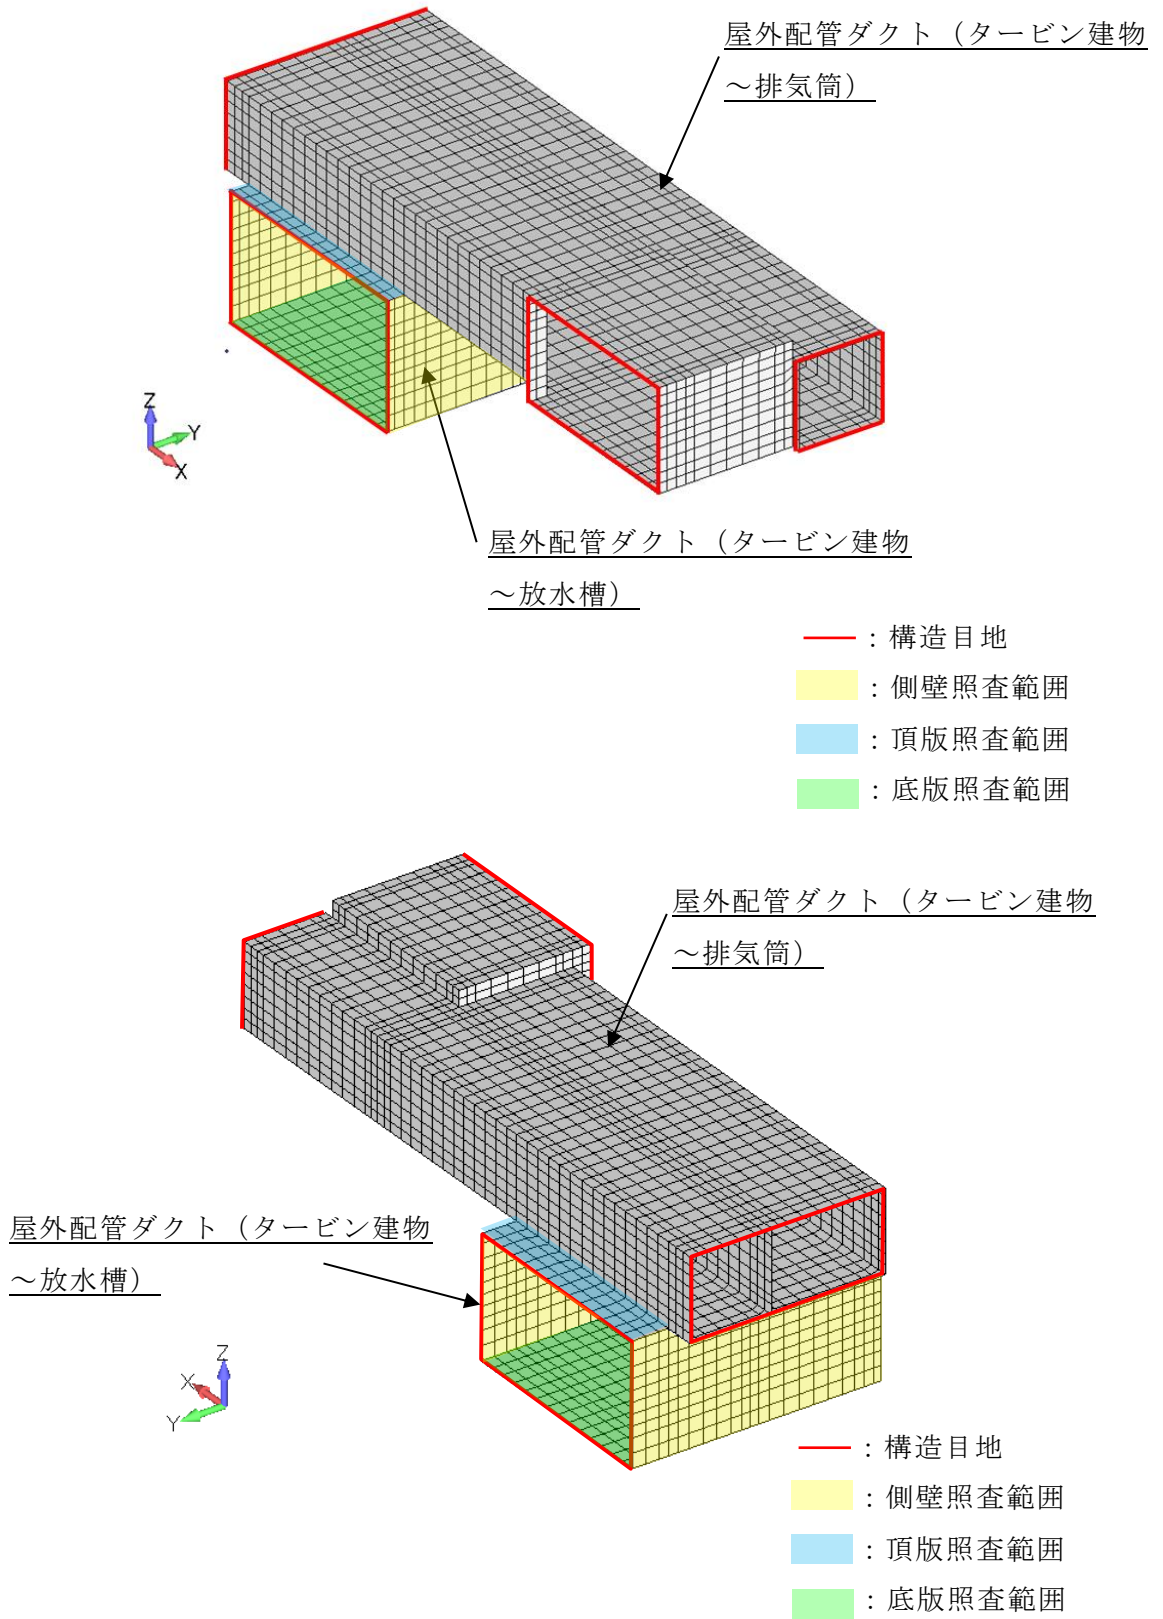 屋外配管ダクト（タービン建物
～排気筒）
Z
Y
X
屋外配管ダクト（タービン建物
～放水槽）
：構造目地
：側壁照査範囲
：頂版照査範囲
：底版照査範囲
屋外配管ダクト（タービン建物
～排気筒）
屋外配管ダクト（タービン建物
～放水槽）
Z
X
Y
：構造目地
：側壁照査範囲
：頂版照査範囲
：底版照査範囲